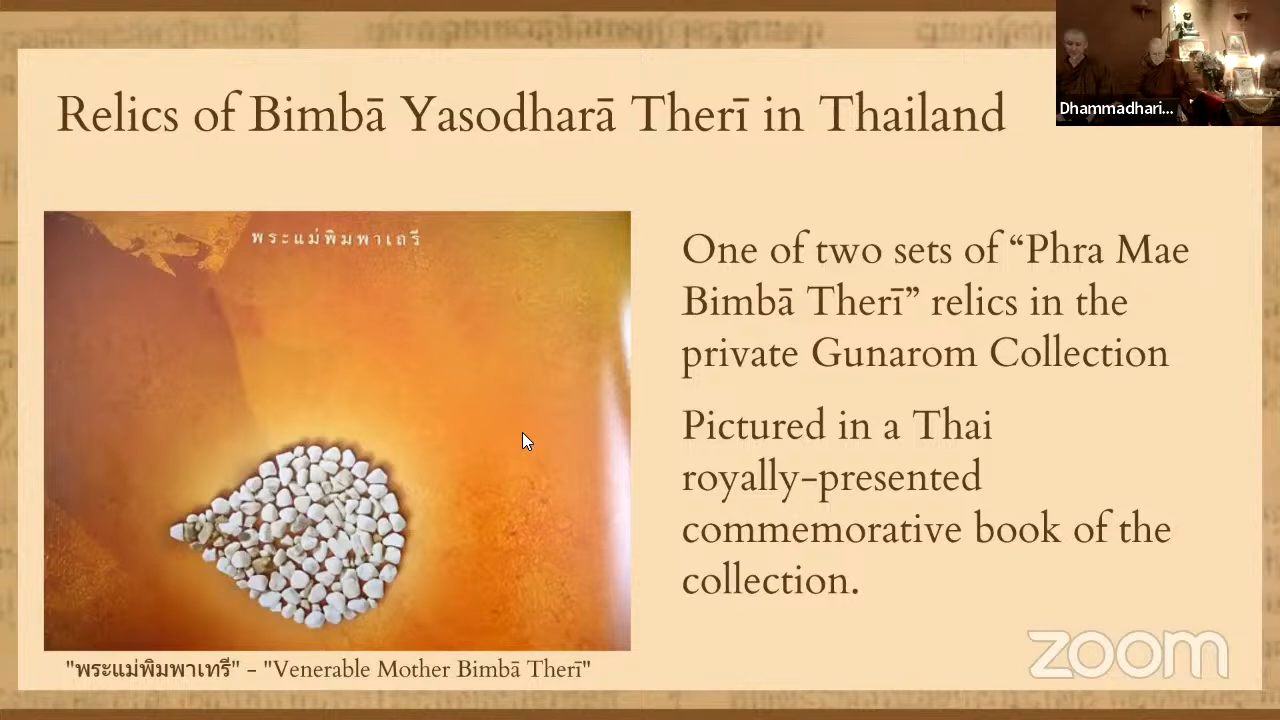 Relics of Bimbā Yasodharā Therī in Thailand
Dhammadhari...
พระแม่พิมพาเถรี
One of two sets of “Phra Mae
Bimbā Therī” relics in the
private Gunarom Collection
Pictured in a Thai
royally-presented
commemorative book of the
collection.
"พระแม่พิมพาเทรี" - "Venerable Mother Bimbā Therī"
zoom